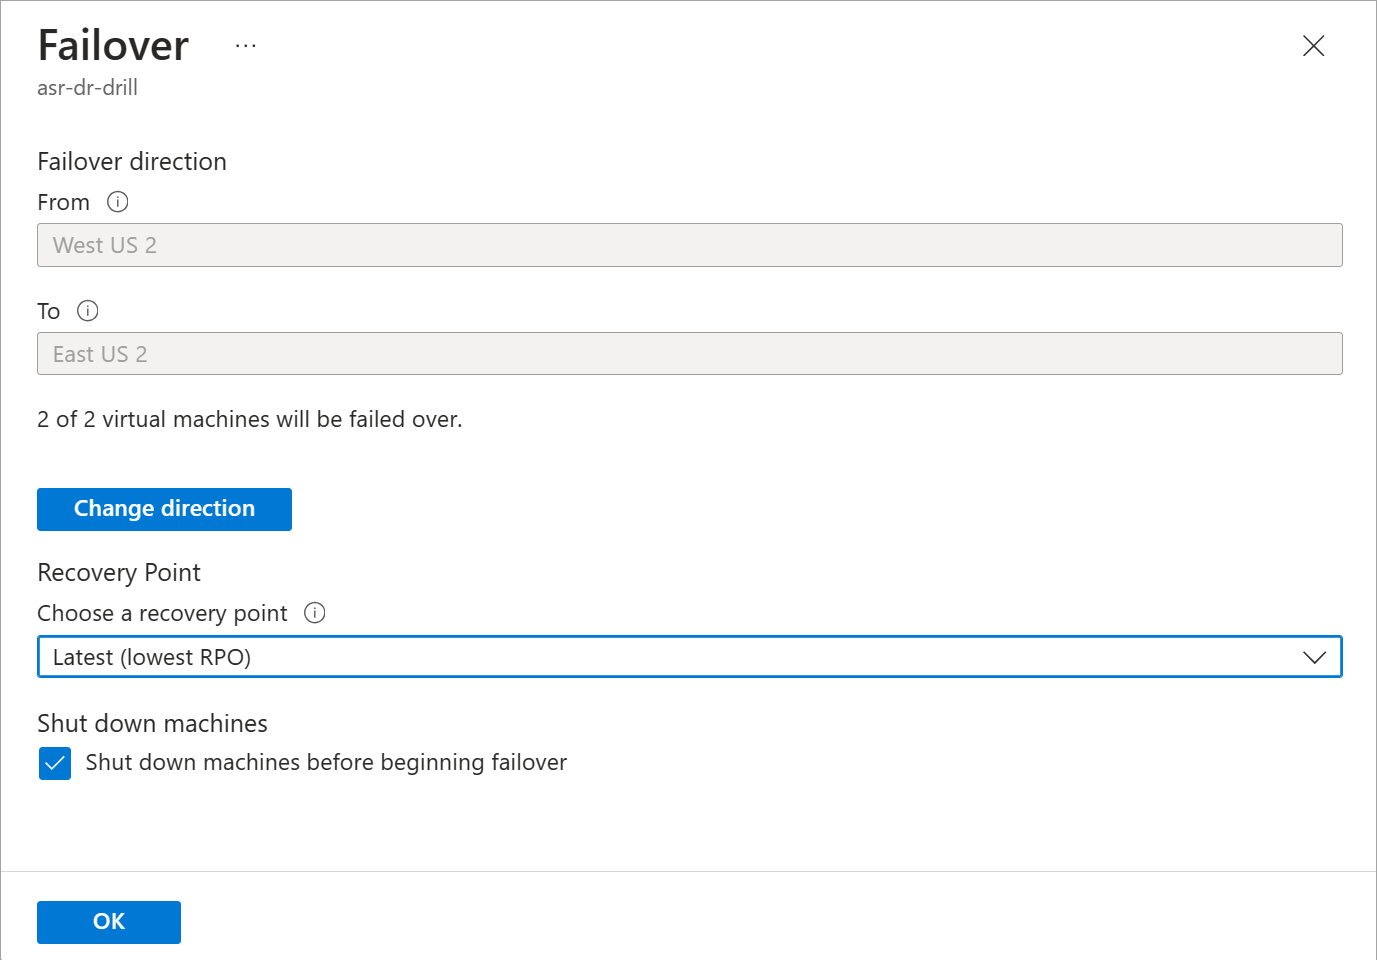 Failover ...
asr-dr-drill
Failover direction
From
West US 2
To
East US 2
2 of 2 virtual machines will be failed over.
Change direction
Recovery Point
Choose a recovery point
Latest (lowest RPO)
Shut down machines
Shut down machines before beginning failover
OK